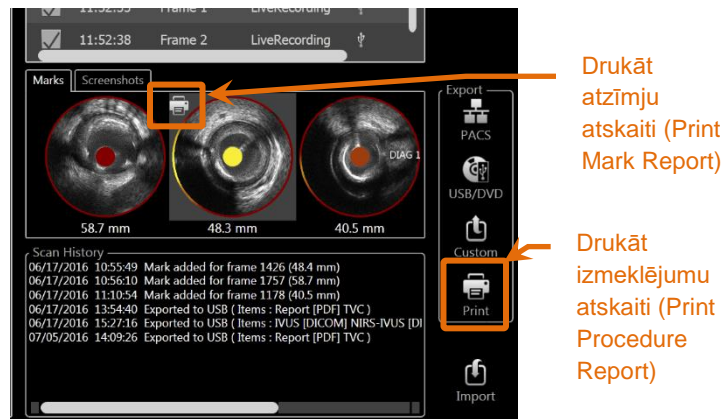 11:52:53 Frame 1 LiveRecording
11:52:38 Frame 2 LiveRecording
Marks Screenshots
DIAG 1
58.7 mm 48.3 mm 40.5 mm
Export
PACS
USB/DVD
Custom
Print
Import
Scan History
06/17/2016 10:55:49 Mark added for frame 1426 (48.4 mm)
06/17/2016 10:56:10 Mark added for frame 1757 (58.7 mm)
06/17/2016 11:10:54 Mark added for frame 1178 (40.5 mm)
06/17/2016 13:54:40 Exported to USB ( Items : Report [PDF] TVC )
06/17/2016 15:27:16 Exported to USB ( Items : IVUS [DICOM] NIRS-IVUS [DI
07/05/2016 14:09:26 Exported to USB ( Items : Report [PDF] TVC )
Drukāt
atzīmju
atskaiti (Print
Mark Report)
Drukāt
izmeklējumu
atskaiti (Print
Procedure
Report)